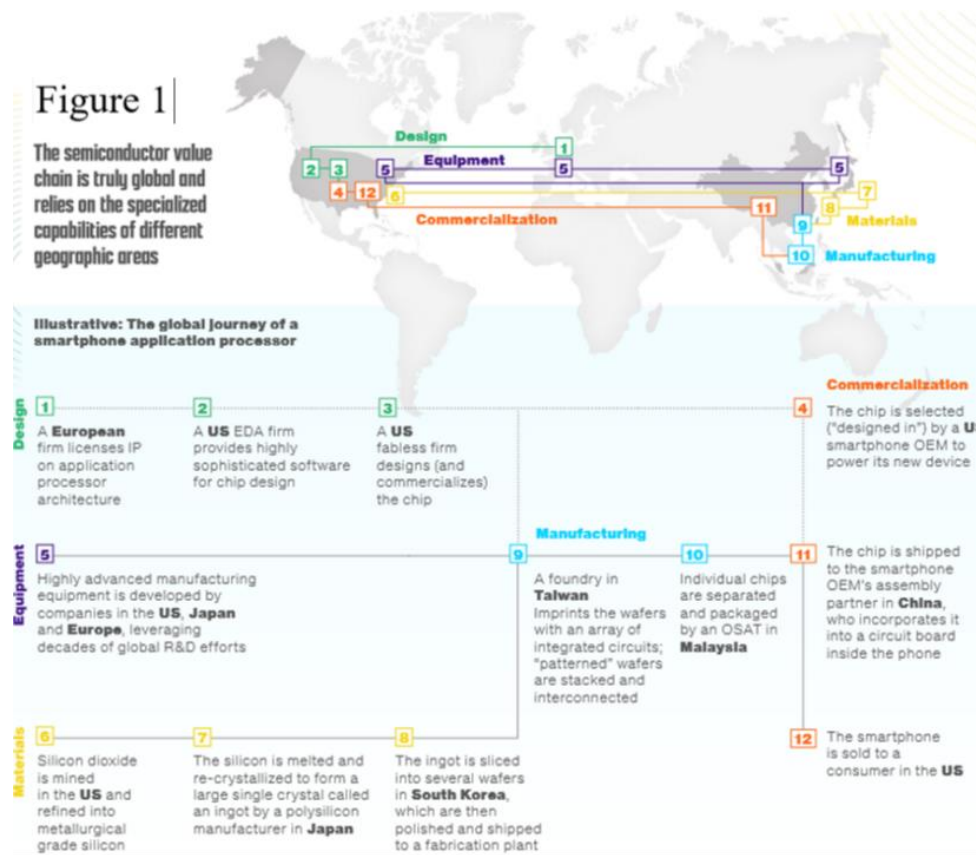 Figure 1
The semiconductor value
chain is truly global and
relies on the specialized
capabilities of different
geographic areas
Design
1
2
3
Equipment
5
5
5
4
12
6
7
8
Commercialization
11
Materials
9
10
Manufacturing
Illustrative: The global journey of a
smartphone application processor
Design
1
A European
firm licenses IP
on application
processor
architecture
2
A US EDA firm
provides highly
sophisticated software
for chip design
3
A US
fabless firm
designs (and
commercializes)
the chip
Commercialization
4
The chip is selected
("designed in") by a US
smartphone OEM to
power its new device
Equipment
5
Highly advanced manufacturing
equipment is developed by
companies in the US, Japan
and Europe, leveraging
decades of global R&D efforts
Manufacturing
9
A foundry in
Taiwan
Imprints the wafers
with an array of
integrated circuits;
"patterned" wafers
are stacked and
interconnected
10
Individual chips
are separated
and packaged
by an OSAT in
Malaysia
11
The chip is shipped
to the smartphone
OEM's assembly
partner in China,
who incorporates it
into a circuit board
inside the phone
Materials
6
Silicon dioxide
is mined
in the US and
refined into
metallurgical
grade silicon
7
The silicon is melted and
re-crystallized to form a
large single crystal called
an ingot by a polysilicon
manufacturer in Japan
8
The ingot is sliced
into several wafers
in South Korea,
which are then
polished and shipped
to a fabrication plant
12
The smartphone
is sold to a
consumer in the US